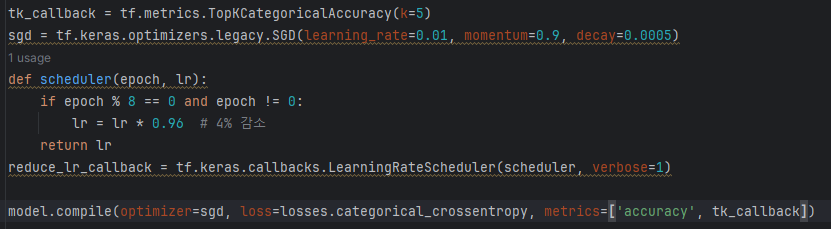 tk_callback = tf.metrics.TopKCategoricalAccuracy(k=5)
sgd = tf.keras.optimizers.legacy.SGD(learning_rate=0.01, momentum=0.9, decay=0.0005)
1 usage
def scheduler(epoch, lr):
    if epoch % 8 == 0 and epoch != 0:
        lr = lr * 0.96  # 4% 감소
    return lr
reduce_lr_callback = tf.keras.callbacks.LearningRateScheduler(scheduler, verbose=1)
model.compile(optimizer=sgd, loss=losses.categorical_crossentropy, metrics=['accuracy', tk_callback])